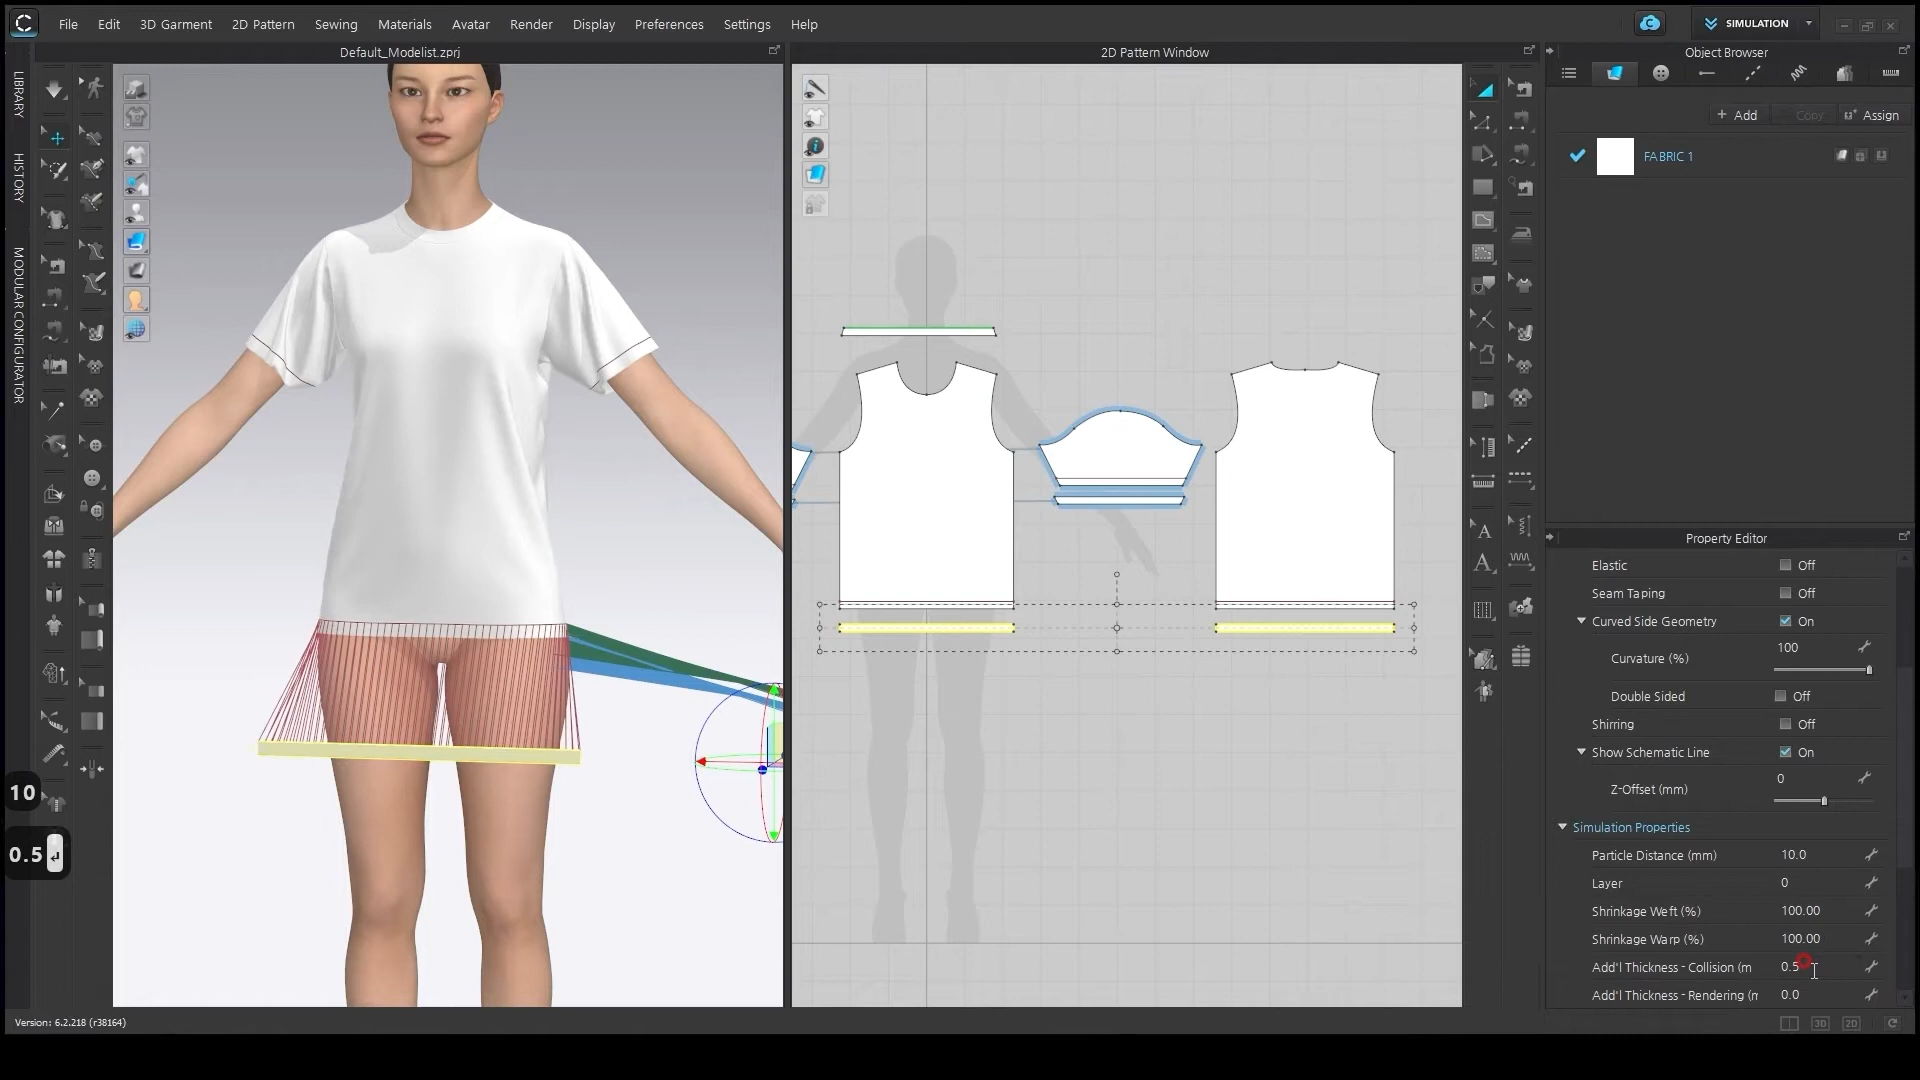 File Edit 3D Garment 2D Pattern Sewing Materials Avatar Render Display Preferences Settings Help
SIMULATION
Default_Modelist.zprj
2D Pattern Window
Object Browser
LIBRARY
HISTORY
MODULAR CONFIGURATOR
+ Add Copy Assign
FABRIC 1
Property Editor
Elastic Off
Seam Taping Off
Curved Side Geometry On
100
Curvature (%)
Double Sided Off
Shirring Off
Show Schematic Line On
0
Z-Offset (mm)
Simulation Properties
Particle Distance (mm) 10.0
Layer 0
Shrinkage Weft (%) 100.00
Shrinkage Warp (%) 100.00
Add'l Thickness - Collision (m 0.5
Add'l Thickness - Rendering (m 0.0
10
0.5
A
A
Version: 6.2.218 (r38164)
3D 2D